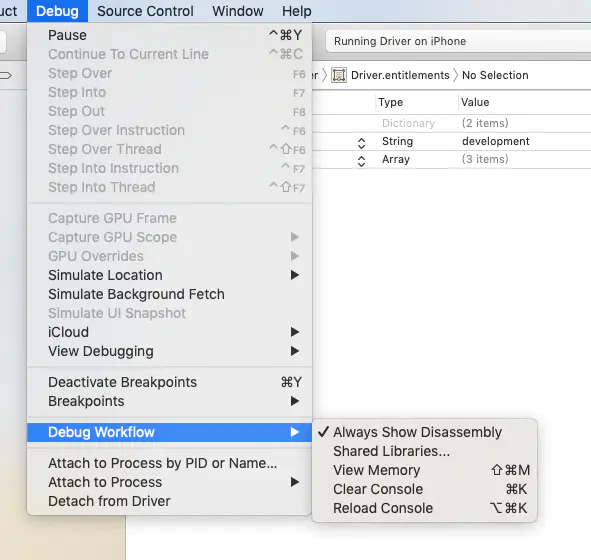 uct Debug Source Control Window Help
Running Driver on iPhone
er Driver.entitlements No Selection
Type Value
Dictionary (2 items)
String development
Array (3 items)
Pause ^⌘Y
Continue To Current Line ^⌘C
Step Over F6
Step Into F7
Step Out F8
Step Over Instruction ^F6
Step Over Thread ^⇧F6
Step Into Instruction ^F7
Step Into Thread ^⇧F7
Capture GPU Frame
Capture GPU Scope
GPU Overrides
Simulate Location
Simulate Background Fetch
Simulate UI Snapshot
iCloud
View Debugging
Deactivate Breakpoints ⌘Y
Breakpoints
Debug Workflow
Attach to Process by PID or Name...
Attach to Process
Detach from Driver
✓ Always Show Disassembly
Shared Libraries...
View Memory ⇧⌘M
Clear Console ⌘K
Reload Console ⌥⌘K